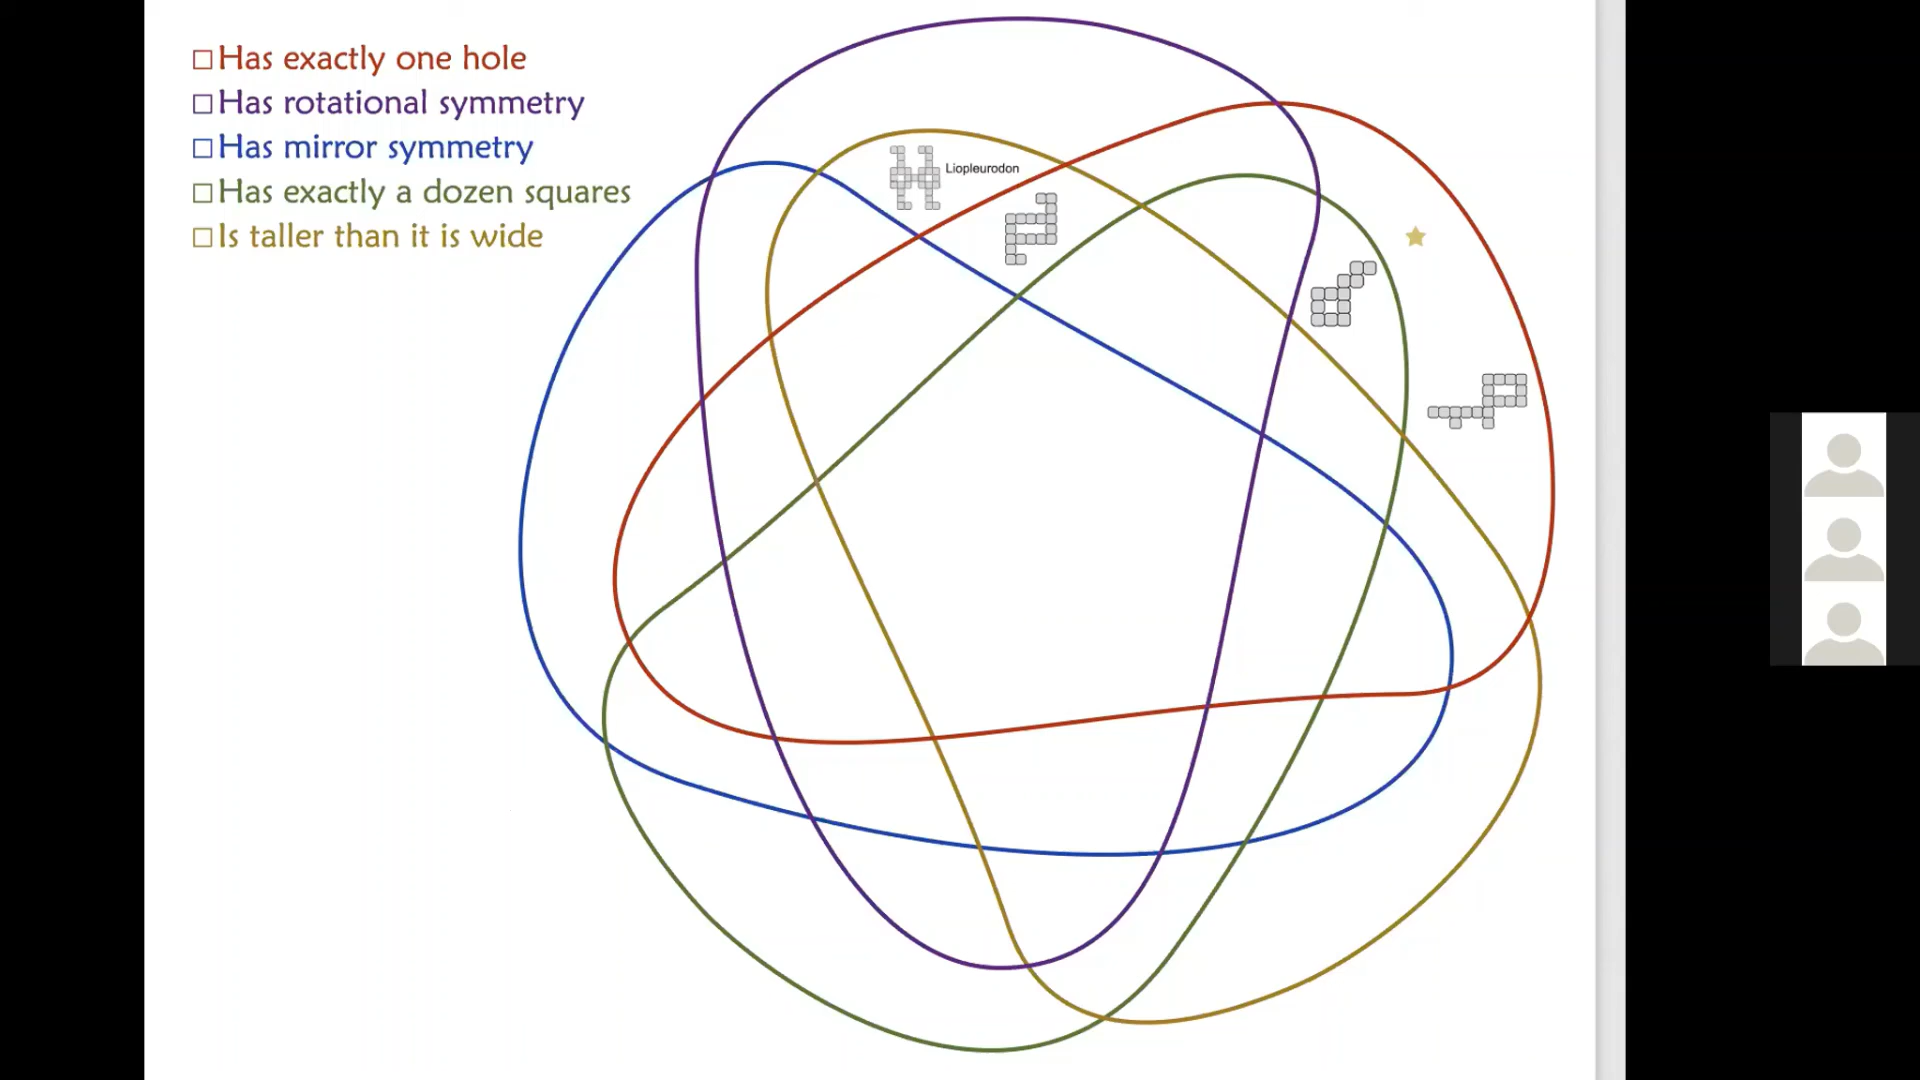 Has exactly one hole
Has rotational symmetry
Has mirror symmetry
Has exactly a dozen squares
Is taller than it is wide
Liopleurodon